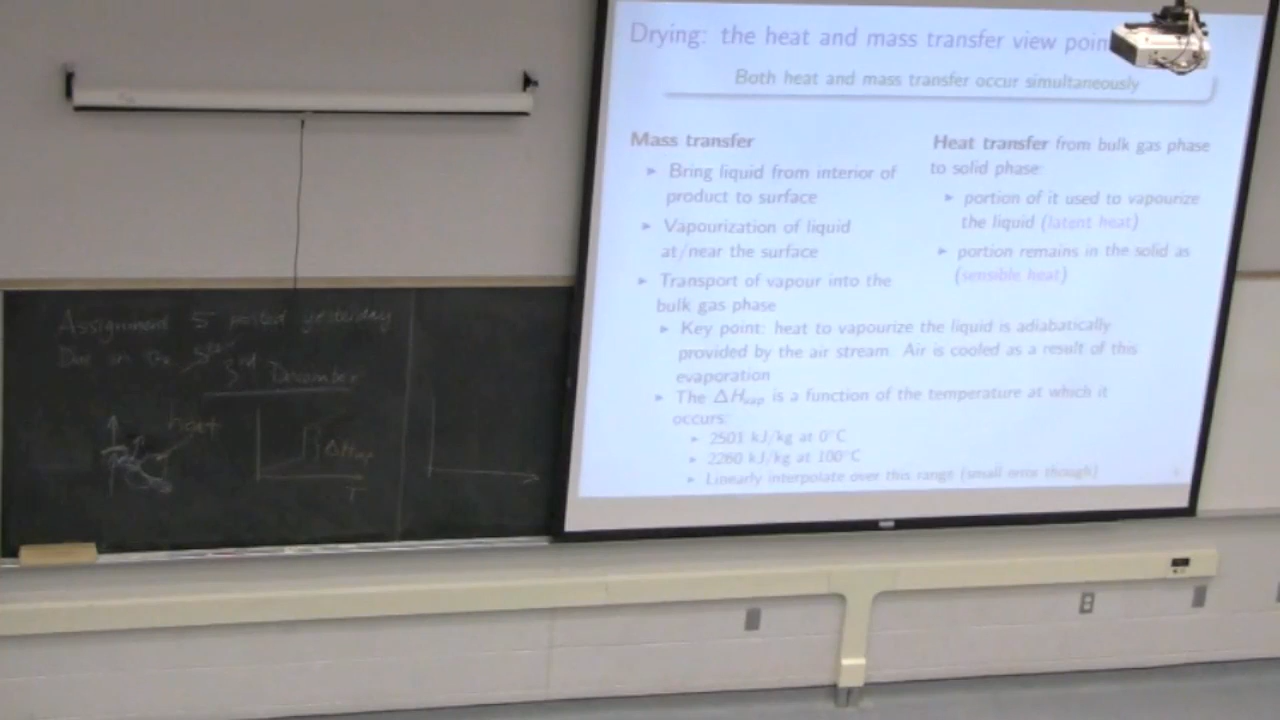 Drying: the heat and mass transfer view poin
Both heat and mass transfer occur simultaneously
Mass transfer
► Bring liquid from interior of
product to surface
► Vapourization of liquid
at/near the surface
► Transport of vapour into the
bulk gas phase
Heat transfer from bulk gas phase
to solid phase:
► portion of it used to vapourize
the liquid (latent heat)
► portion remains in the solid as
(sensible heat)
► Key point: heat to vapourize the liquid is adiabatically
provided by the air stream. Air is cooled as a result of this
evaporation
► The ΔHvap is a function of the temperature at which it
occurs:
► 2501 kJ/kg at 0°C
► 2260 kJ/kg at 100°C
► Linearly interpolate over this range (small error though)
Assignment 5 posted yesterday
Due on the
3rd December
heat
ΔHvap
T